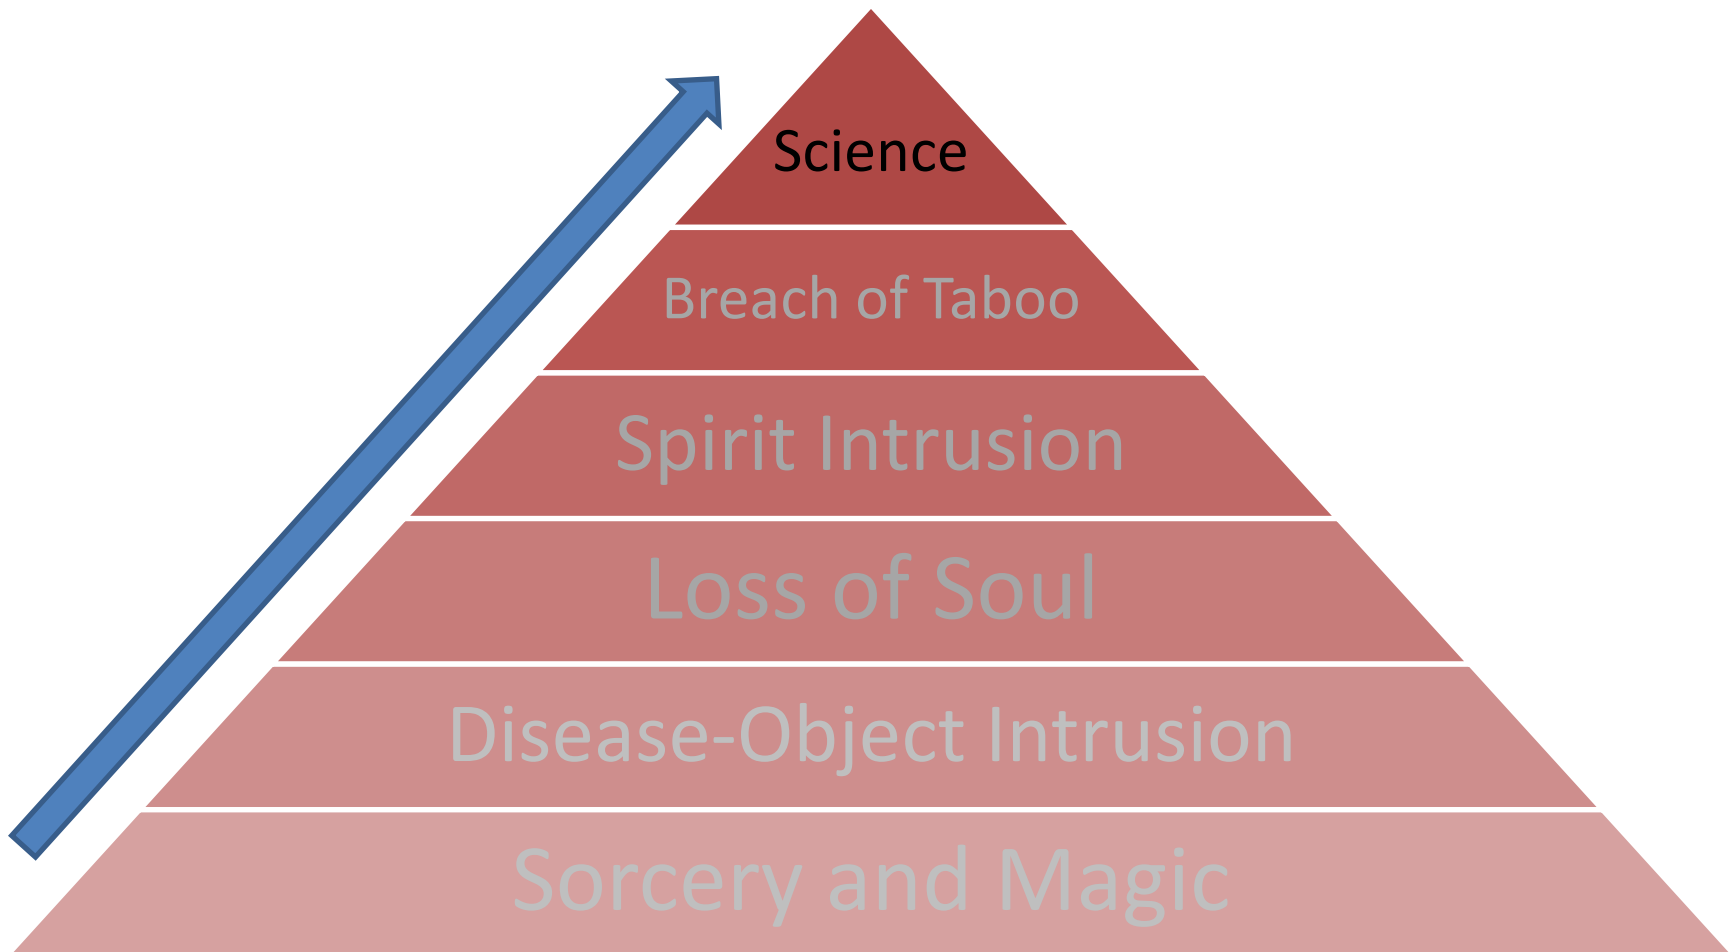 Science
Breach of Taboo
Spirit Intrusion
Loss of Soul
Disease-Object Intrusion
Sorcery and Magic